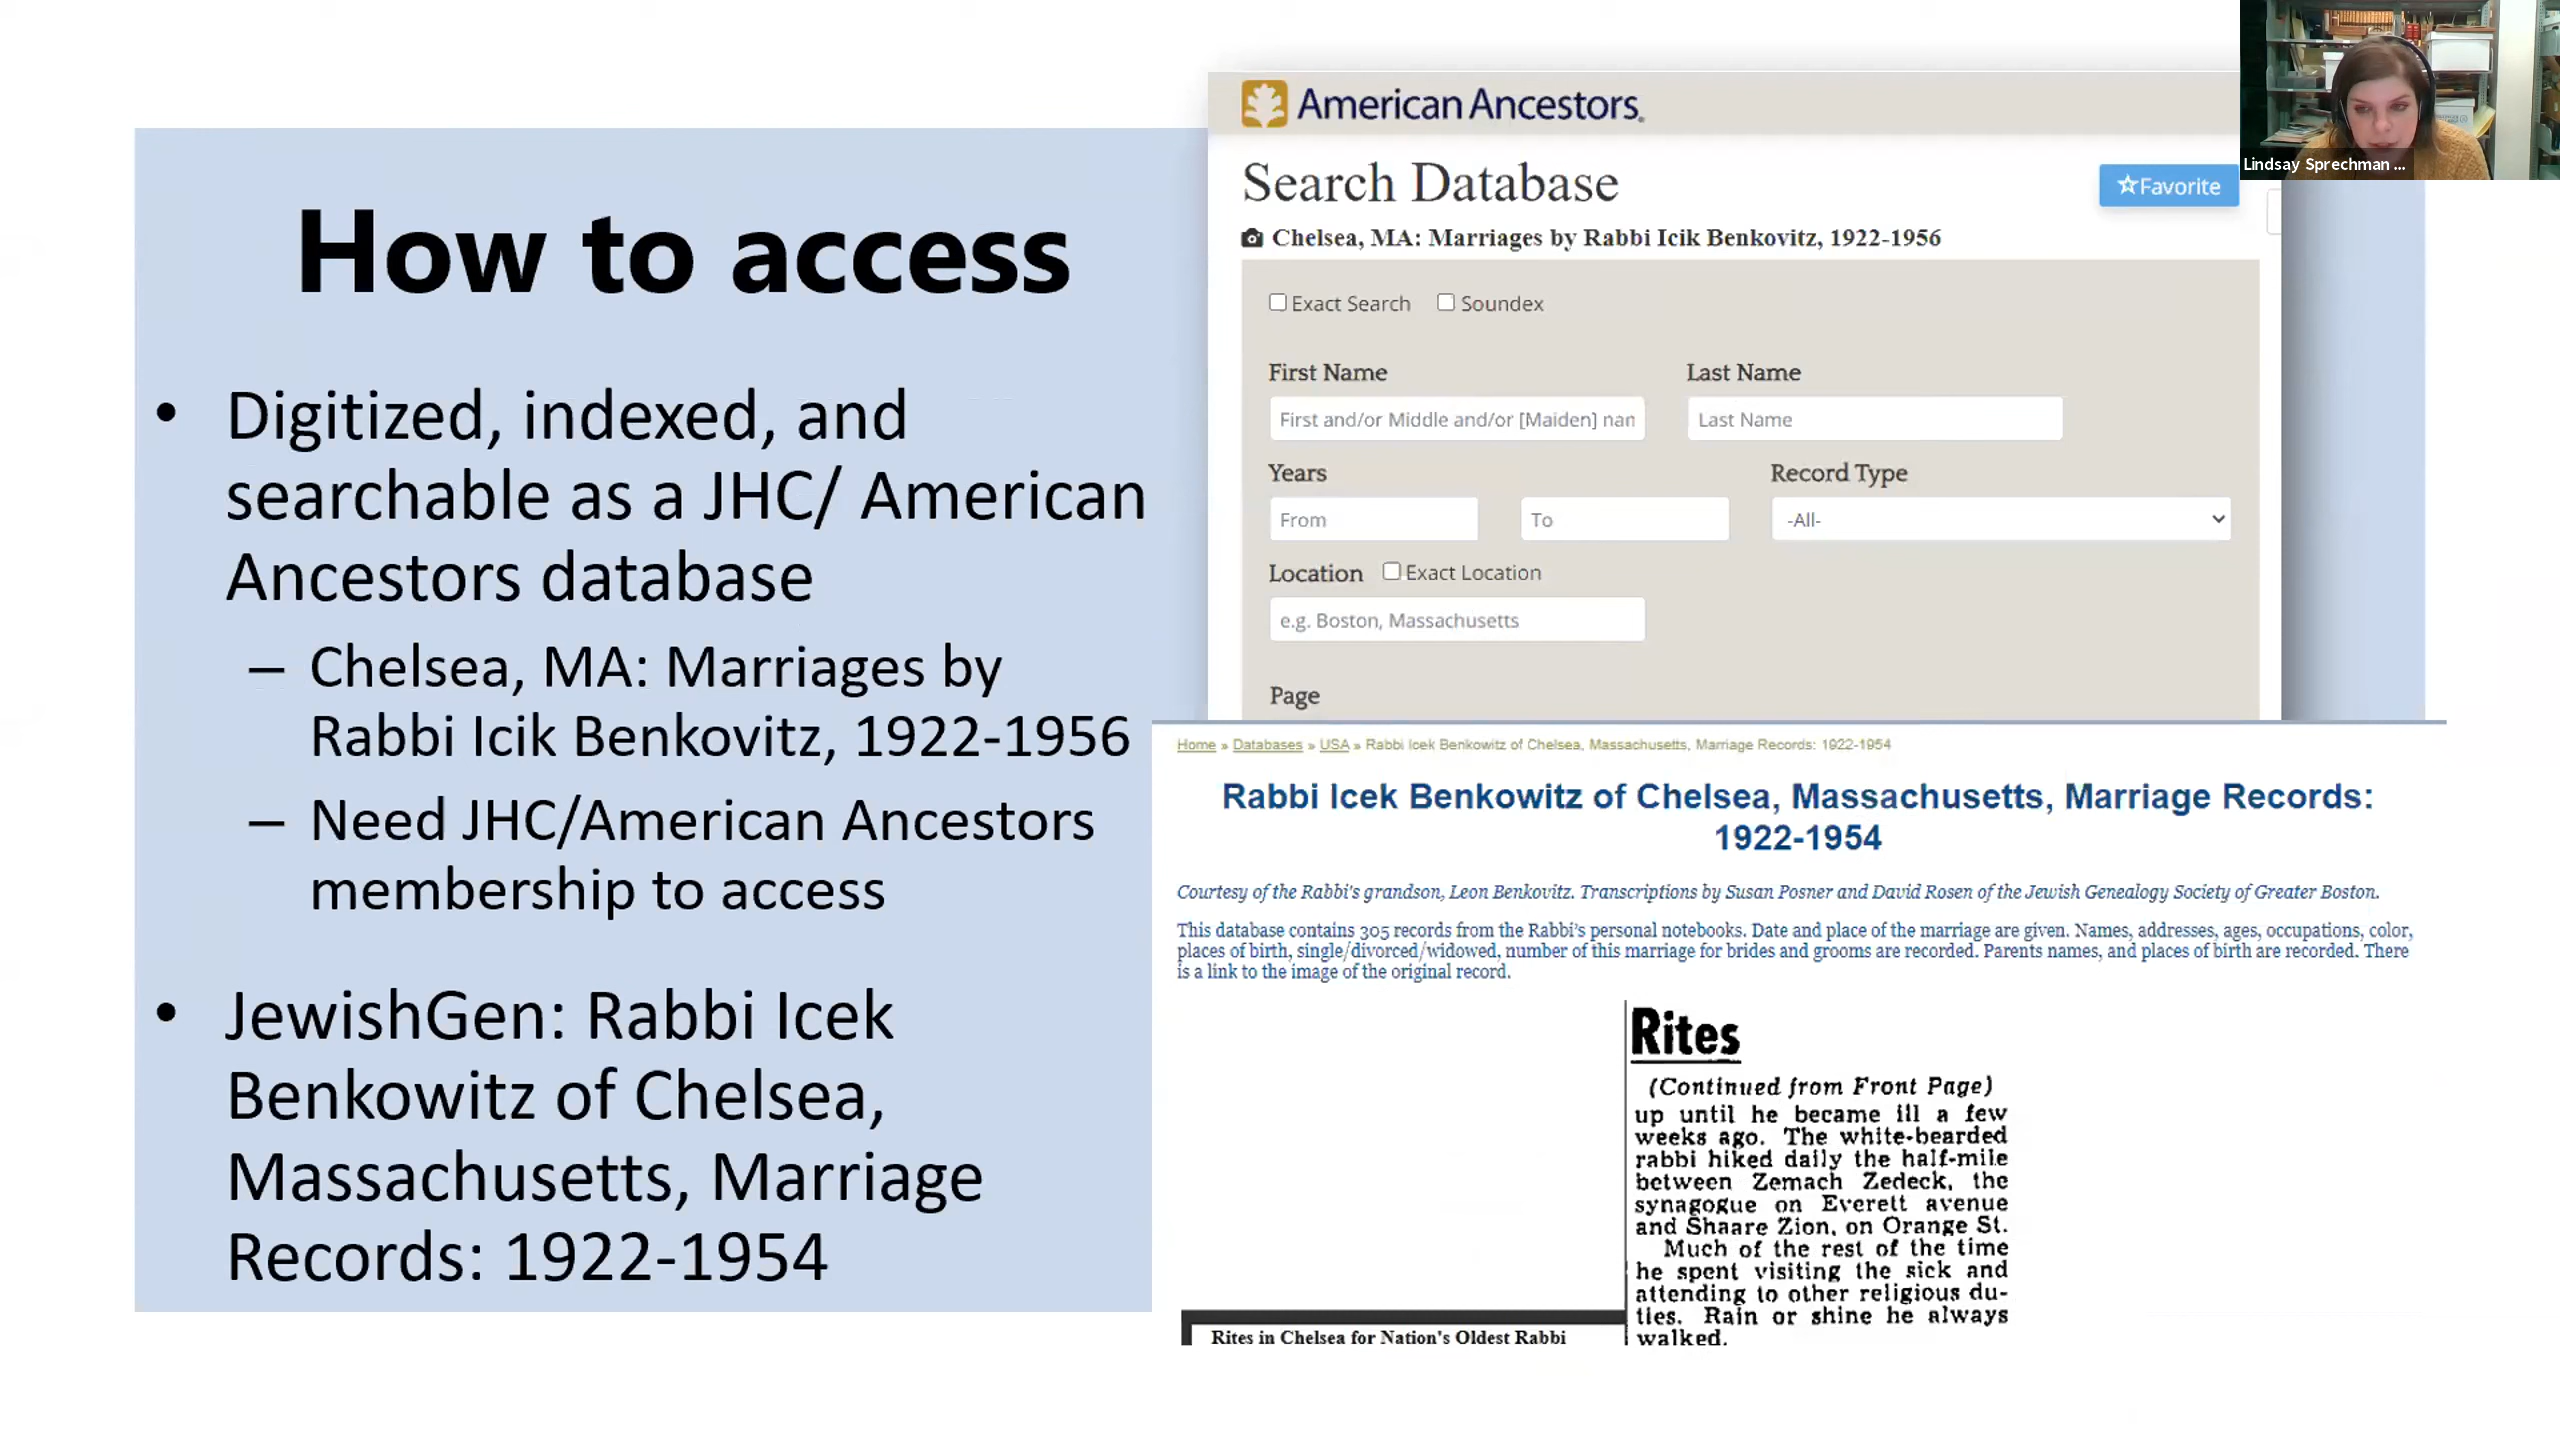 How to access
• Digitized, indexed, and
searchable as a JHC/ American
Ancestors database
– Chelsea, MA: Marriages by
Rabbi Icik Benkovitz, 1922-1956
– Need JHC/American Ancestors
membership to access
• JewishGen: Rabbi Icek
Benkowitz of Chelsea,
Massachusetts, Marriage
Records: 1922-1954
American Ancestors.
Search Database
Favorite
Chelsea, MA: Marriages by Rabbi Icik Benkovitz, 1922-1956
Exact Search Soundex
First Name Last Name
First and/or Middle and/or [Maiden] nan Last Name
Years Record Type
From To -All-
Location Exact Location
e.g. Boston, Massachusetts
Page
Home » Databases » USA » Rabbi Icek Benkowitz of Chelsea, Massachusetts, Marriage Records: 1922-1954
Rabbi Icek Benkowitz of Chelsea, Massachusetts, Marriage Records:
1922-1954
Courtesy of the Rabbi's grandson, Leon Benkovitz. Transcriptions by Susan Posner and David Rosen of the Jewish Genealogy Society of Greater Boston.
This database contains 305 records from the Rabbi's personal notebooks. Date and place of the marriage are given. Names, addresses, ages, occupations, color,
places of birth, single/divorced/widowed, number of this marriage for brides and grooms are recorded. Parents names, and places of birth are recorded. There
is a link to the image of the original record.
Rites
(Continued from Front Page)
up until he became ill a few
weeks ago. The white-bearded
rabbi hiked daily the half-mile
between Zemach Zedeck, the
synagogue on Everett avenue
and Shaare Zion, on Orange St.
Much of the rest of the time
he spent visiting the sick and
attending to other religious du-
ties. Rain or shine he always
walked.
Rites in Chelsea for Nation's Oldest Rabbi
Lindsay Sprechman ...